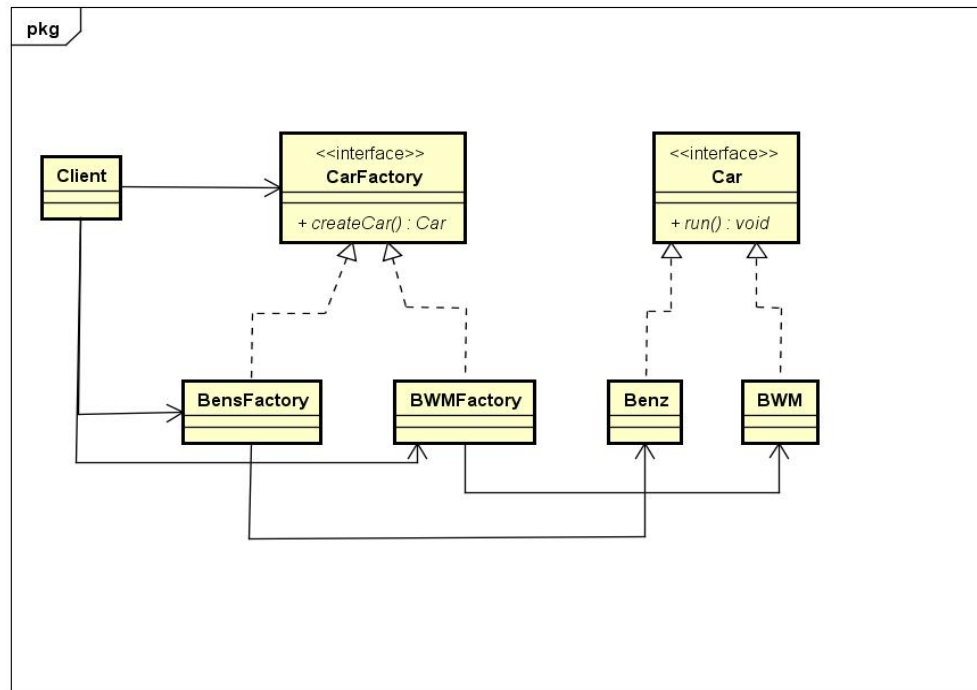 pkg
Client
<<interface>>
CarFactory
+ createCar() : Car
<<interface>>
Car
+ run() : void
BensFactory
BWMFactory
Benz
BWM